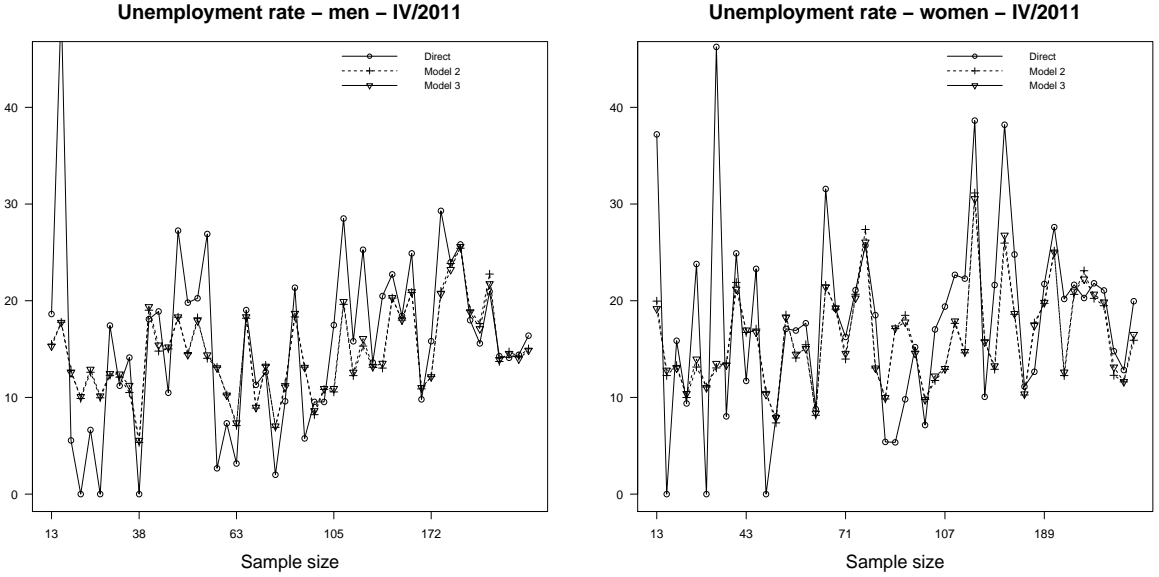 Unemployment rate – men – IV/2011
Direct
Model 2
Model 3
40
30
20
10
0
13 38 63 105 172
Sample size
Unemployment rate – women – IV/2011
Direct
Model 2
Model 3
40
30
20
10
0
13 43 71 107 189
Sample size